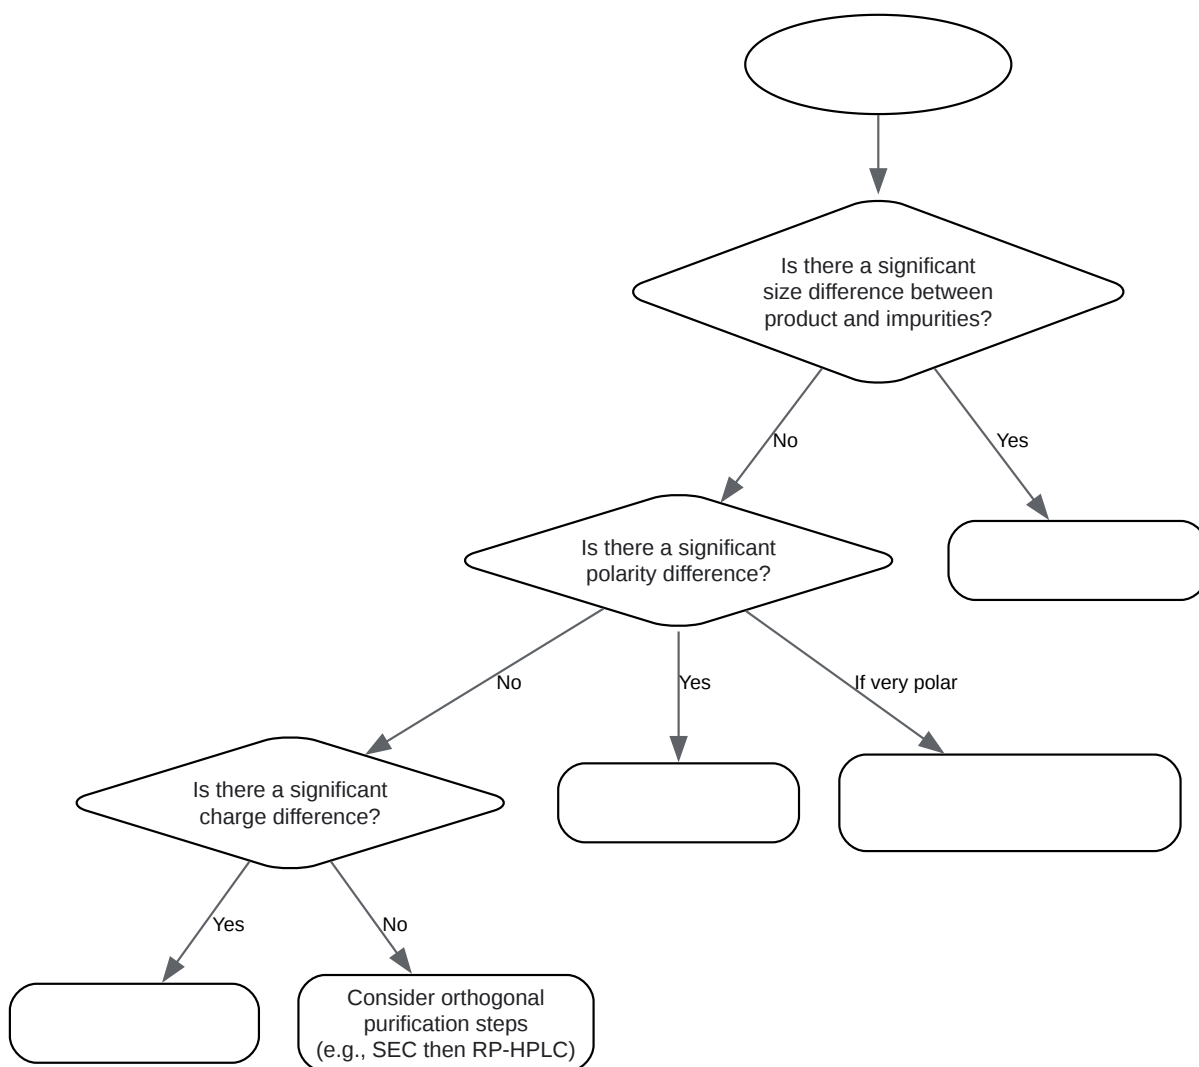 Is there a significant
size difference between
product and impurities?
No
Yes
Is there a significant
polarity difference?
No
Yes
If very polar
Is there a significant
charge difference?
Yes
No
Consider orthogonal
purification steps
(e.g., SEC then RP-HPLC)